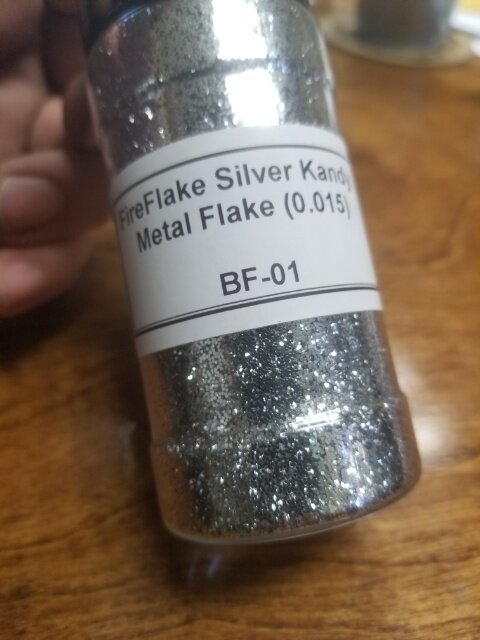 FireFlake Silver Kandy
Metal Flake (0.015)
BF-01